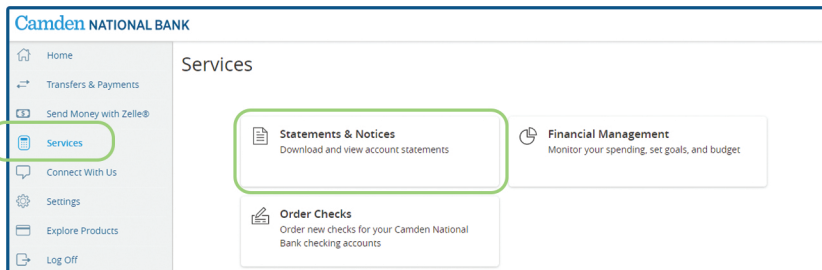 Camden NATIONAL BANK
Home
Transfers & Payments
Send Money with Zelle®
Services
Connect With Us
Settings
Explore Products
Log Off
Services
Statements & Notices
Download and view account statements
Financial Management
Monitor your spending, set goals, and budget
Order Checks
Order new checks for your Camden National
Bank checking accounts